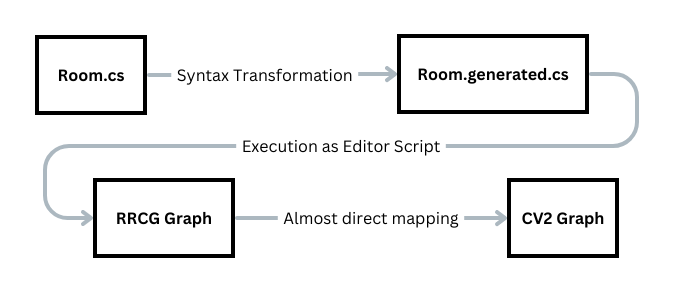 Room.cs
Syntax Transformation
Room.generated.cs
Execution as Editor Script
RRCG Graph
Almost direct mapping
CV2 Graph